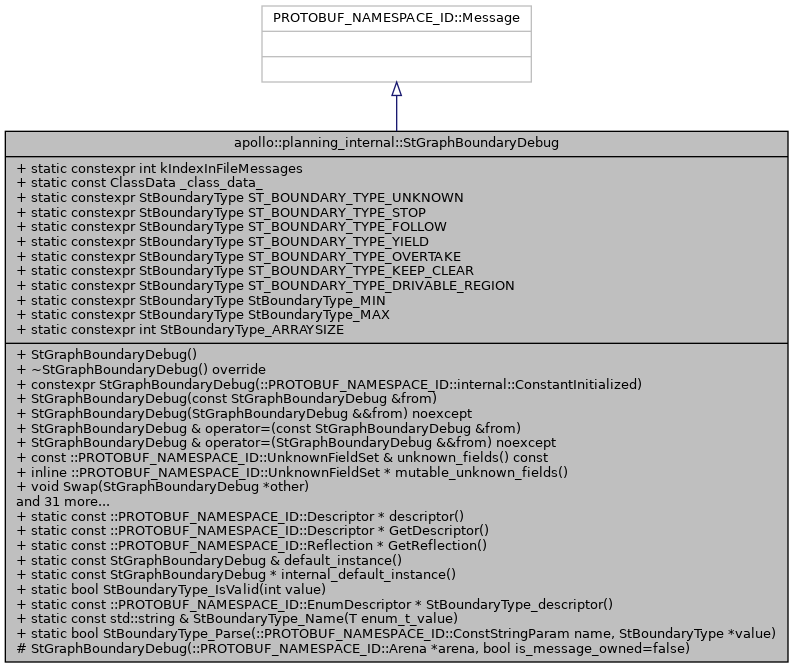 PROTOBUF_NAMESPACE_ID::Message
apollo::planning_internal::StGraphBoundaryDebug
+ static constexpr int kIndexInFileMessages
+ static const ClassData _class_data_
+ static constexpr StBoundaryType ST_BOUNDARY_TYPE_UNKNOWN
+ static constexpr StBoundaryType ST_BOUNDARY_TYPE_STOP
+ static constexpr StBoundaryType ST_BOUNDARY_TYPE_FOLLOW
+ static constexpr StBoundaryType ST_BOUNDARY_TYPE_YIELD
+ static constexpr StBoundaryType ST_BOUNDARY_TYPE_OVERTAKE
+ static constexpr StBoundaryType ST_BOUNDARY_TYPE_KEEP_CLEAR
+ static constexpr StBoundaryType ST_BOUNDARY_TYPE_DRIVABLE_REGION
+ static constexpr StBoundaryType StBoundaryType_MIN
+ static constexpr StBoundaryType StBoundaryType_MAX
+ static constexpr int StBoundaryType_ARRAYSIZE
+ StGraphBoundaryDebug()
+ ~StGraphBoundaryDebug() override
+ constexpr StGraphBoundaryDebug(::PROTOBUF_NAMESPACE_ID::internal::ConstantInitialized)
+ StGraphBoundaryDebug(const StGraphBoundaryDebug &from)
+ StGraphBoundaryDebug(StGraphBoundaryDebug &&from) noexcept
+ StGraphBoundaryDebug & operator=(const StGraphBoundaryDebug &from)
+ StGraphBoundaryDebug & operator=(StGraphBoundaryDebug &&from) noexcept
+ const ::PROTOBUF_NAMESPACE_ID::UnknownFieldSet & unknown_fields() const
+ inline ::PROTOBUF_NAMESPACE_ID::UnknownFieldSet * mutable_unknown_fields()
+ void Swap(StGraphBoundaryDebug *other)
and 31 more...
+ static const ::PROTOBUF_NAMESPACE_ID::Descriptor * descriptor()
+ static const ::PROTOBUF_NAMESPACE_ID::Descriptor * GetDescriptor()
+ static const ::PROTOBUF_NAMESPACE_ID::Reflection * GetReflection()
+ static const StGraphBoundaryDebug & default_instance()
+ static const StGraphBoundaryDebug * internal_default_instance()
+ static bool StBoundaryType_IsValid(int value)
+ static const ::PROTOBUF_NAMESPACE_ID::EnumDescriptor * StBoundaryType_descriptor()
+ static const std::string & StBoundaryType_Name(T enum_t_value)
+ static bool StBoundaryType_Parse(::PROTOBUF_NAMESPACE_ID::ConstStringParam name, StBoundaryType *value)
# StGraphBoundaryDebug(::PROTOBUF_NAMESPACE_ID::Arena *arena, bool is_message_owned=false)